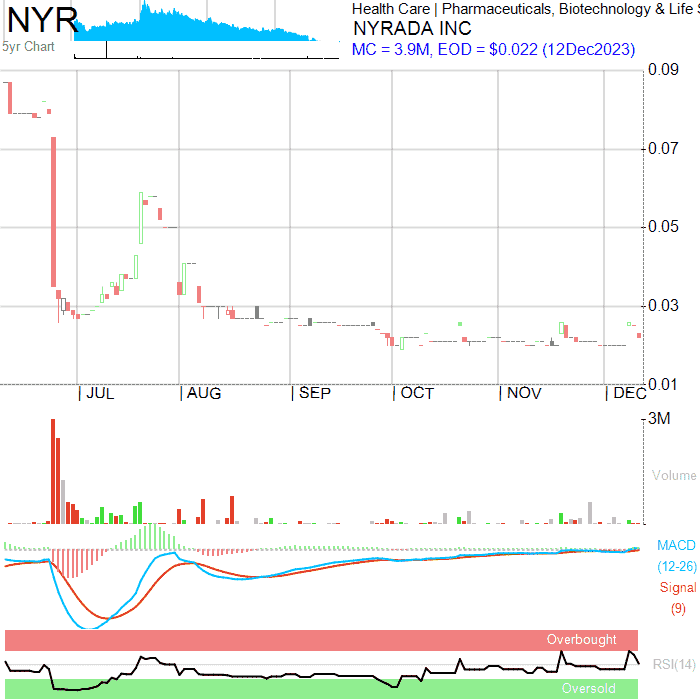 NYR
5yr Chart
Health Care | Pharmaceuticals, Biotechnology & Life S
NYRADA INC
MC = 3.9M, EOD = $0.022 (12Dec2023)
0.09
0.07
0.05
0.03
0.01
| JUL | AUG | SEP | OCT | NOV | DEC
3M
Volume
MACD
(12-26)
Signal
(9)
Overbought
RSI(14)
Oversold